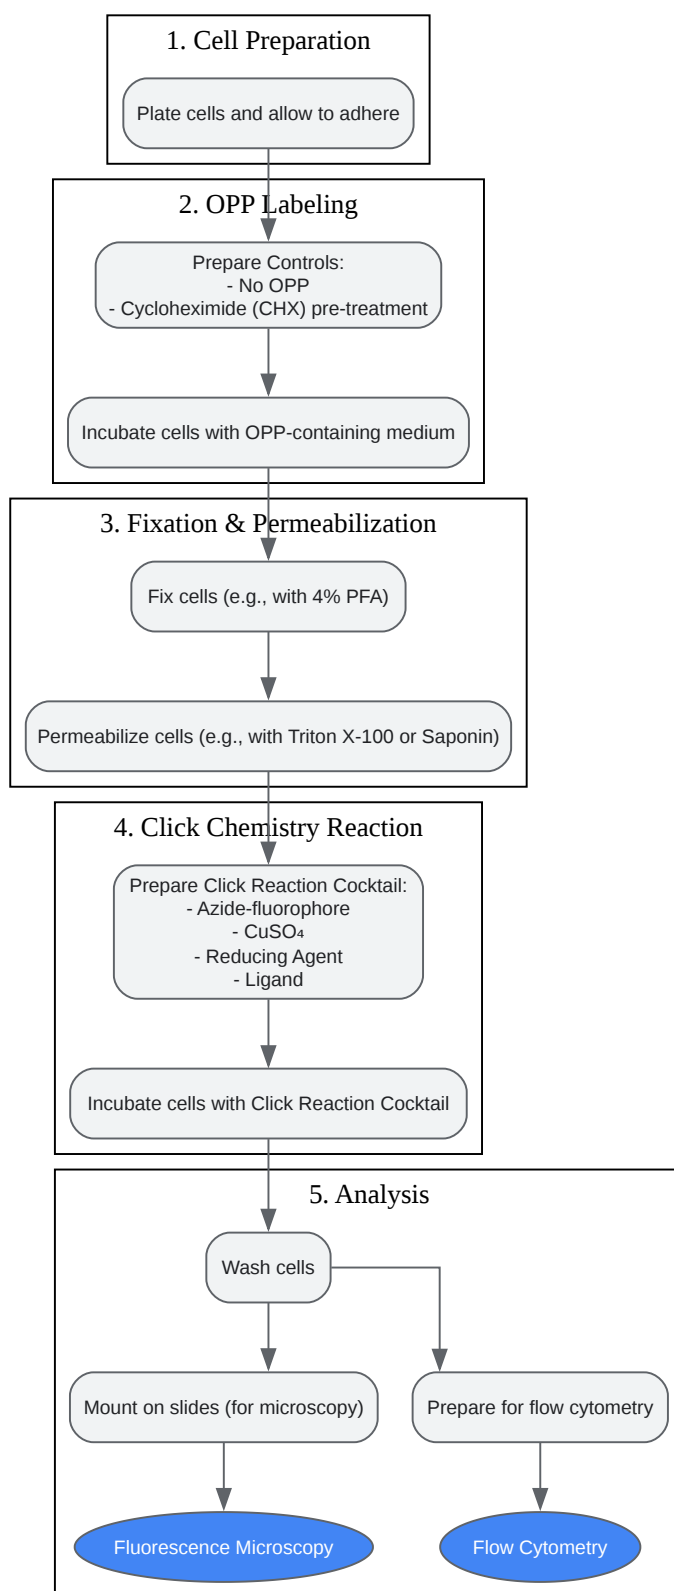 1. Cell Preparation
Plate cells and allow to adhere
2. OPP Labeling
Prepare Controls:
- No OPP
- Cycloheximide (CHX) pre-treatment
Incubate cells with OPP-containing medium
3. Fixation & Permeabilization
Fix cells (e.g., with 4% PFA)
Permeabilize cells (e.g., with Triton X-100 or Saponin)
4. Click Chemistry Reaction
Prepare Click Reaction Cocktail:
- Azide-fluorophore
- CuSO₄
- Reducing Agent
- Ligand
Incubate cells with Click Reaction Cocktail
5. Analysis
Wash cells
Mount on slides (for microscopy)
Prepare for flow cytometry
Fluorescence Microscopy
Flow Cytometry